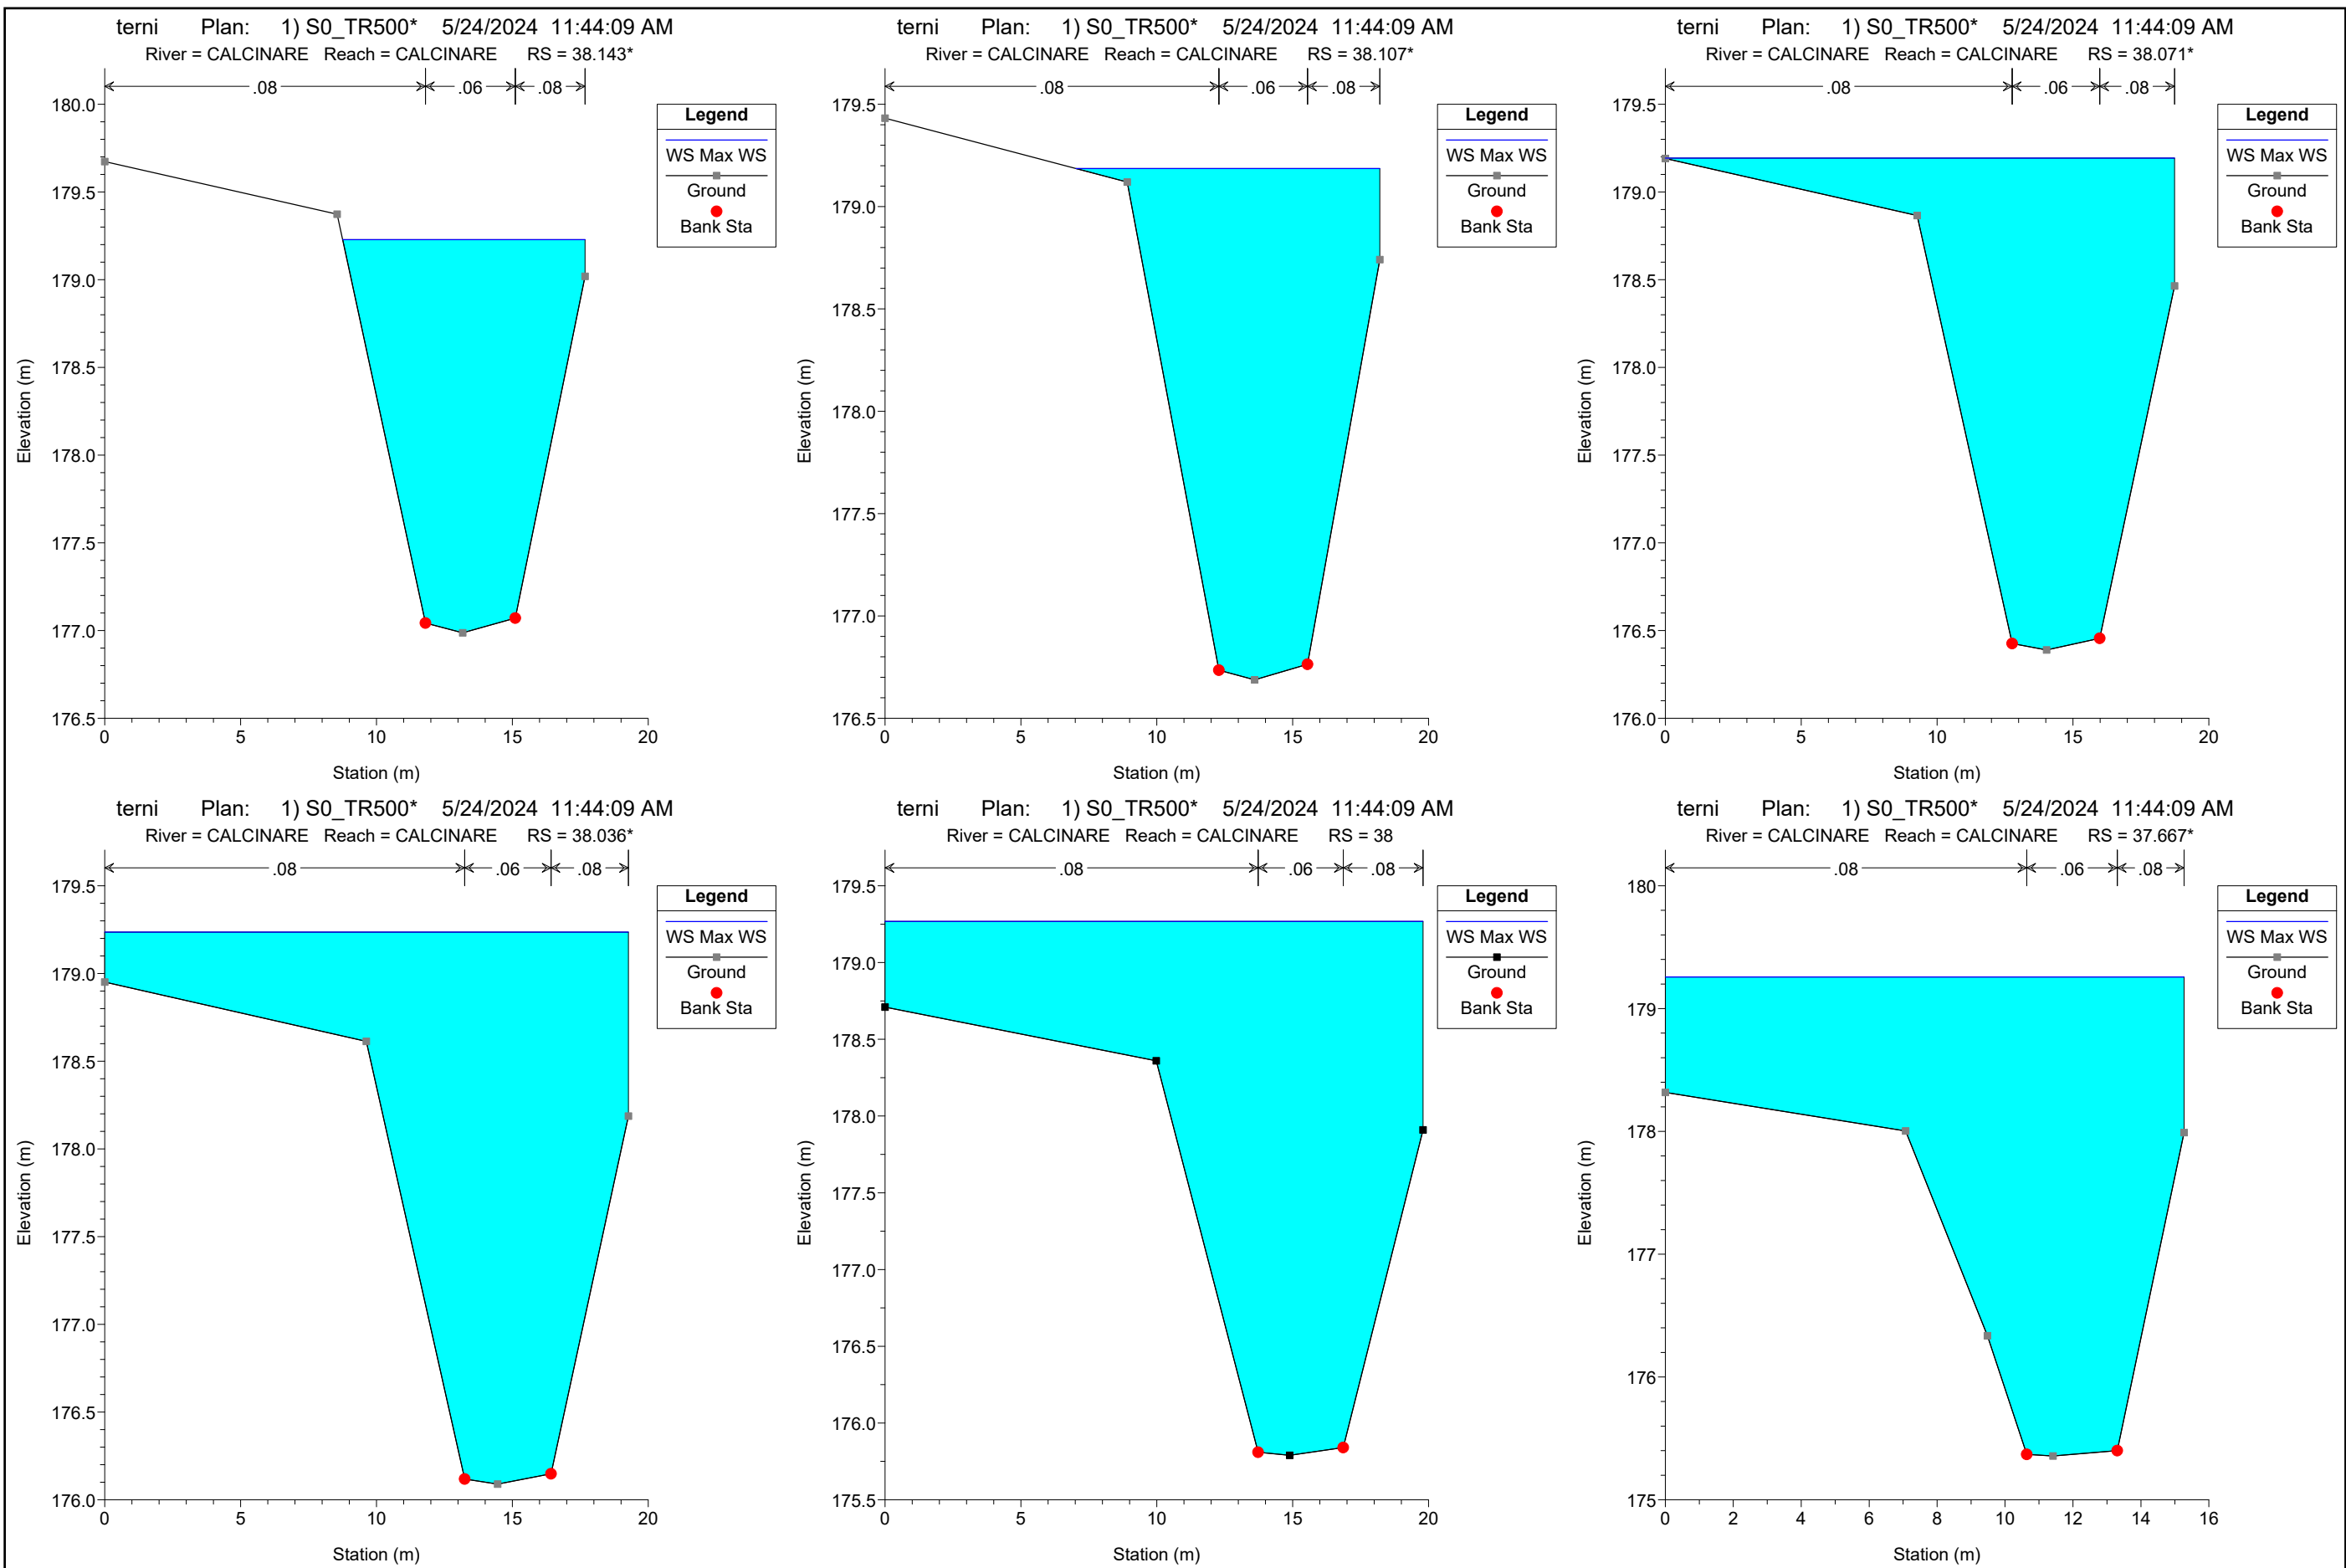 terni Plan: 1) S0_TR500* 5/24/2024 11:44:09 AM
River = CALCINARE Reach = CALCINARE RS = 38.143*
.08 .06 .08
Legend
WS Max WS
Ground
Bank Sta
180.0
179.5
179.0
178.5
178.0
177.5
177.0
176.5
0 5 10 15 20
Elevation (m)
Station (m)
terni Plan: 1) S0_TR500* 5/24/2024 11:44:09 AM
River = CALCINARE Reach = CALCINARE RS = 38.107*
.08 .06 .08
Legend
WS Max WS
Ground
Bank Sta
179.5
179.0
178.5
178.0
177.5
177.0
176.5
0 5 10 15 20
Elevation (m)
Station (m)
terni Plan: 1) S0_TR500* 5/24/2024 11:44:09 AM
River = CALCINARE Reach = CALCINARE RS = 38.071*
.08 .06 .08
Legend
WS Max WS
Ground
Bank Sta
179.5
179.0
178.5
178.0
177.5
177.0
176.5
176.0
0 5 10 15 20
Elevation (m)
Station (m)
terni Plan: 1) S0_TR500* 5/24/2024 11:44:09 AM
River = CALCINARE Reach = CALCINARE RS = 38.036*
.08 .06 .08
Legend
WS Max WS
Ground
Bank Sta
179.5
179.0
178.5
178.0
177.5
177.0
176.5
176.0
0 5 10 15 20
Elevation (m)
Station (m)
terni Plan: 1) S0_TR500* 5/24/2024 11:44:09 AM
River = CALCINARE Reach = CALCINARE RS = 38
.08 .06 .08
Legend
WS Max WS
Ground
Bank Sta
179.5
179.0
178.5
178.0
177.5
177.0
176.5
176.0
175.5
0 5 10 15 20
Elevation (m)
Station (m)
terni Plan: 1) S0_TR500* 5/24/2024 11:44:09 AM
River = CALCINARE Reach = CALCINARE RS = 37.667*
.08 .06 .08
Legend
WS Max WS
Ground
Bank Sta
180
179
178
177
176
175
0 2 4 6 8 10 12 14 16
Elevation (m)
Station (m)